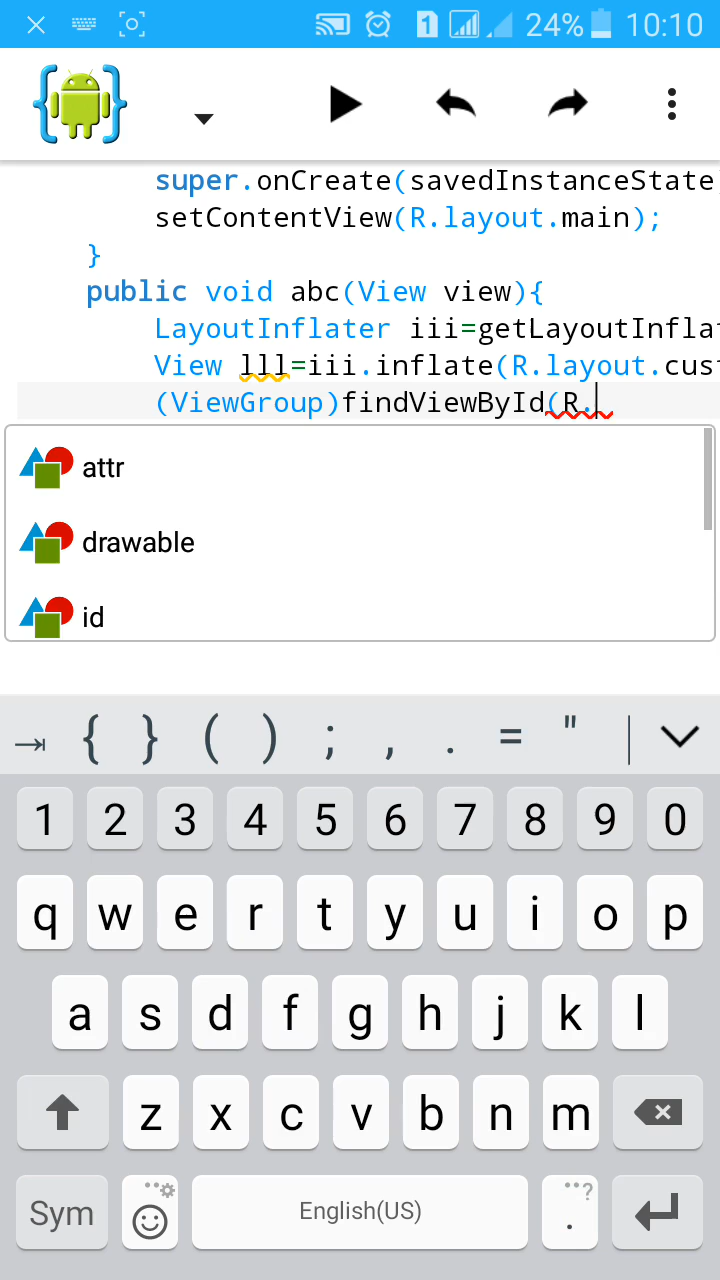 1 24% 10:10
super.onCreate(savedInstanceState)
setContentView(R.layout.main);
}
public void abc(View view){
LayoutInflater iii=getLayoutInfla
View lll=iii.inflate(R.layout.cus
(ViewGroup)findViewById(R.
attr
drawable
id
{ } ( ) ; , . = " |
1 2 3 4 5 6 7 8 9 0
q w e r t y u i o p
a s d f g h j k l
z x c v b n m
Sym English(US) . ?